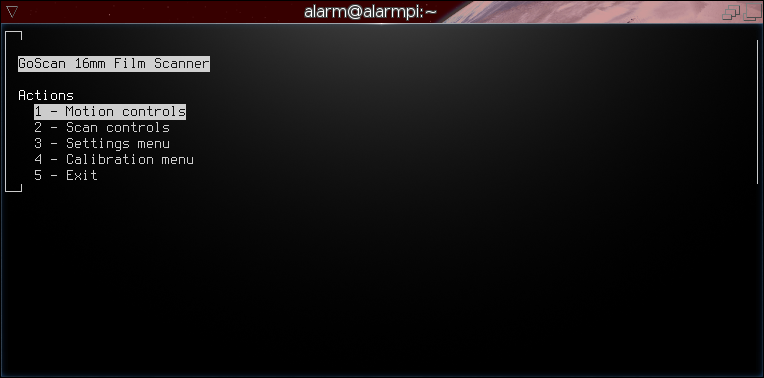 alarm@alarmpi:~
GoScan 16mm Film Scanner
Actions
1 - Motion controls
2 - Scan controls
3 - Settings menu
4 - Calibration menu
5 - Exit